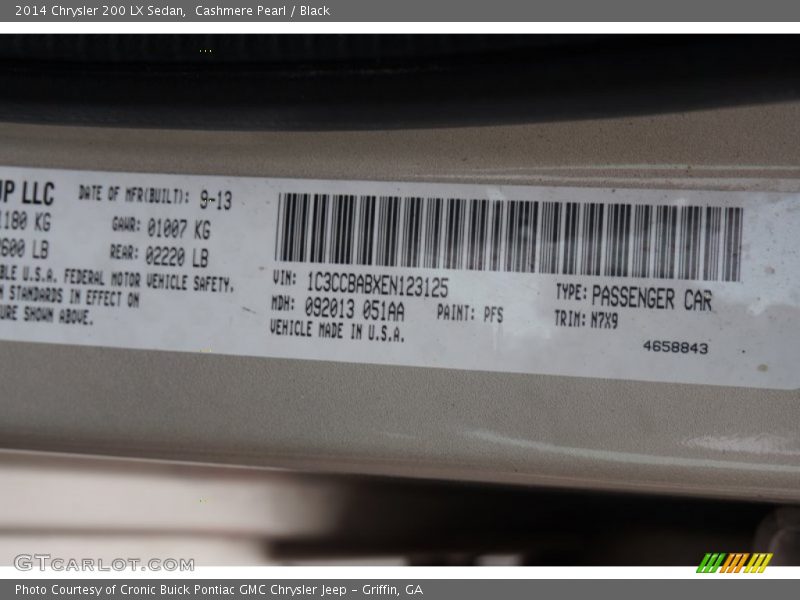 2014 Chrysler 200 LX Sedan,  Cashmere Pearl / Black
UP LLC DATE OF MFR(BUILT): 9-13
1180 KG GAWR: 01007 KG
2600 LB REAR: 02220 LB
BLE U.S.A. FEDERAL MOTOR VEHICLE SAFETY,
N STANDARDS IN EFFECT ON
URE SHOWN ABOVE.
VIN: 1C3CCBABXEN123125 TYPE: PASSENGER CAR
MDH: 092013 051AA PAINT: PFS TRIM: N7X9
VEHICLE MADE IN U.S.A.
4658843
GTcarlot.com
Photo Courtesy of Cronic Buick Pontiac GMC Chrysler Jeep - Griffin, GA